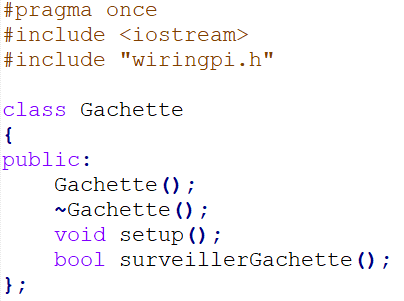 #pragma once
#include <iostream>
#include "wiringpi.h"
class Gachette
{
public:
    Gachette();
    ~Gachette();
    void setup();
    bool surveillerGachette();
};